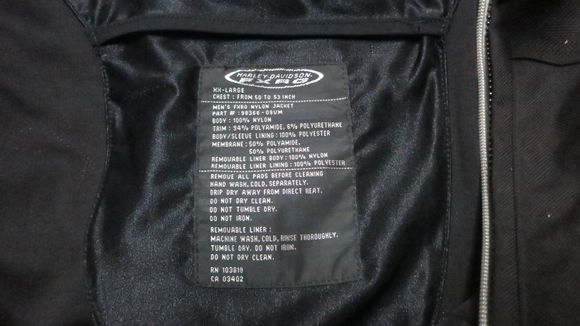 HARLEY-DAVIDSON
FXRG
XX-LARGE
CHEST : FROM 50 TO 53 INCH
MEN'S FXRG NYLON JACKET
PART # : 98366-09VM
BODY : 100% NYLON
TRIM : 94% POLYAMIDE, 6% POLYURETHANE
BODY/SLEEVE LINING : 100% POLYESTER
MEMBRANE : 50% POLYAMIDE,
50% POLYURETHANE
REMOVABLE LINER BODY : 100% NYLON
REMOVABLE LINER LINING : 100% POLYESTER
REMOVE ALL PADS BEFORE CLEANING
HAND WASH, COLD, SEPARATELY.
DRIP DRY AWAY FROM DIRECT HEAT.
DO NOT DRY CLEAN.
DO NOT TUMBLE DRY.
DO NOT IRON.
REMOVABLE LINER :
MACHINE WASH, COLD, RINSE THOROUGHLY.
TUMBLE DRY. DO NOT IRON.
DO NOT DRY CLEAN.
RN 103819
CA 03402